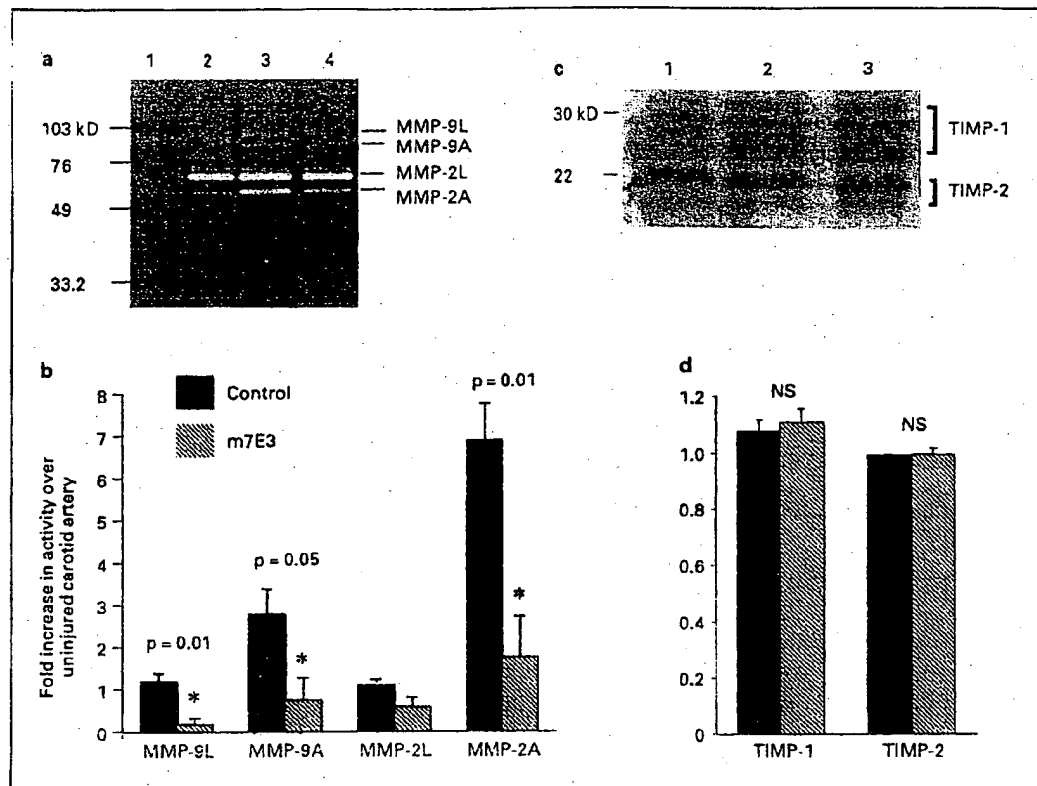 a
1 2 3 4
103 kD
76
49
33.2
MMP-9L
MMP-9A
MMP-2L
MMP-2A
c
1 2 3
30 kD
22
TIMP-1
TIMP-2
b
Control
m7E3
Fold increase in activity over
uninjured carotid artery
8
7
6
5
4
3
2
1
0
p = 0.01
*
p = 0.05
*
p = 0.01
*
MMP-9L MMP-9A MMP-2L MMP-2A
d
1.2
1.0
0.8
0.6
0.4
0.2
0
NS
NS
TIMP-1 TIMP-2